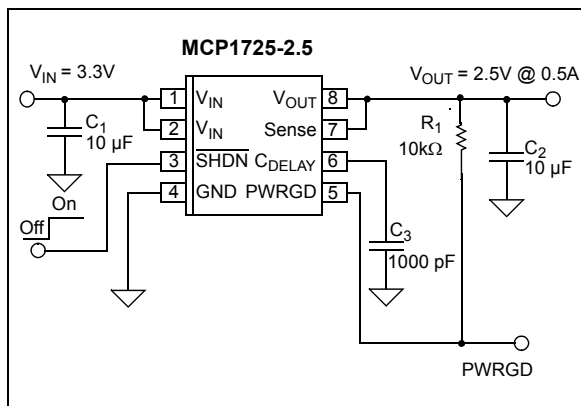 MCP1725-2.5
V_IN = 3.3V
V_OUT = 2.5V @ 0.5A
1 V_IN V_OUT 8
2 V_IN Sense 7
3 S̅H̅D̅N̅ C_DELAY 6
4 GND PWRGD 5
C_1
10 µF
R_1
10kΩ
C_2
10 µF
On
Off
C_3
1000 pF
PWRGD